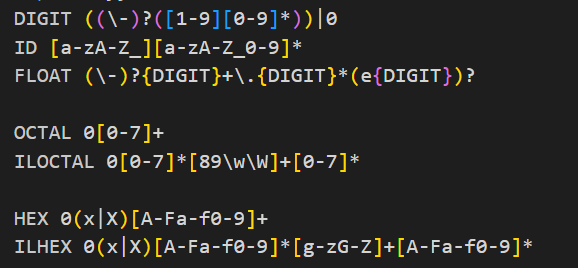 DIGIT ((\-)?([1-9][0-9]*))|0
ID [a-zA-Z_][a-zA-Z_0-9]*
FLOAT (\-)?{DIGIT}+\.{DIGIT}*(e{DIGIT})?
OCTAL 0[0-7]+
ILOCTAL 0[0-7]*[89\w\W]+[0-7]*
HEX 0(x|X)[A-Fa-f0-9]+
ILHEX 0(x|X)[A-Fa-f0-9]*[g-zG-Z]+[A-Fa-f0-9]*